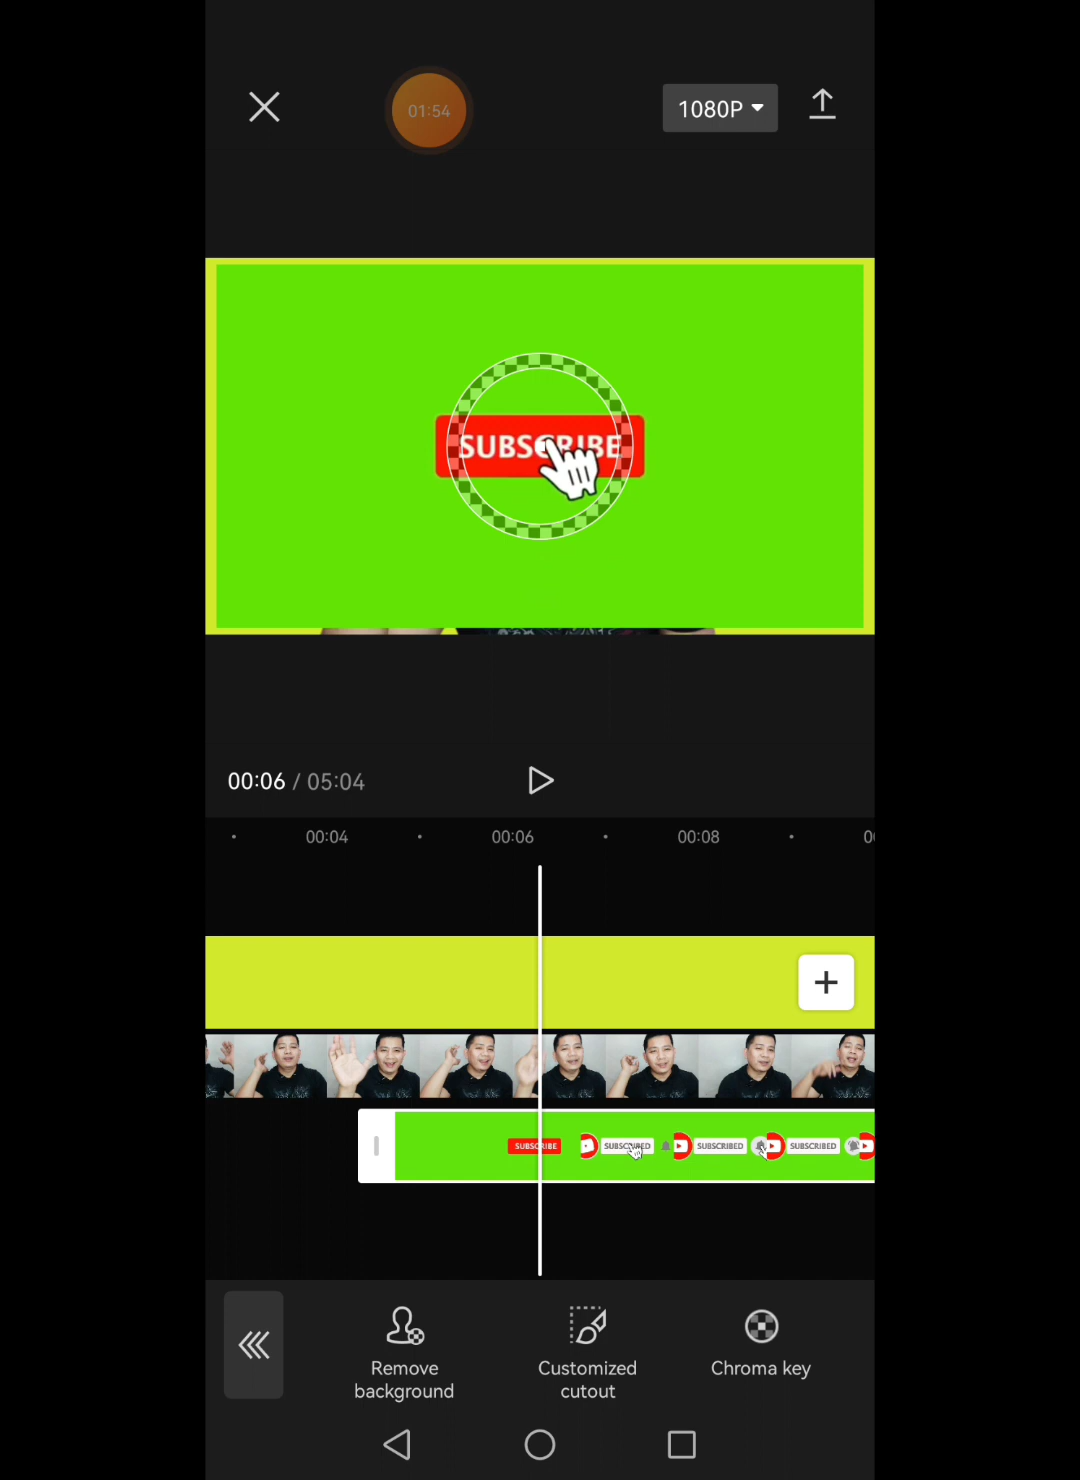 01:54
1080P
SUBSCRIBE
00:06 / 05:04
00:04
00:06
00:08
SUBSCRIBE
SUBSCRIBED
SUBSCRIBED
SUBSCRIBED
Remove
background
Customized
cutout
Chroma key